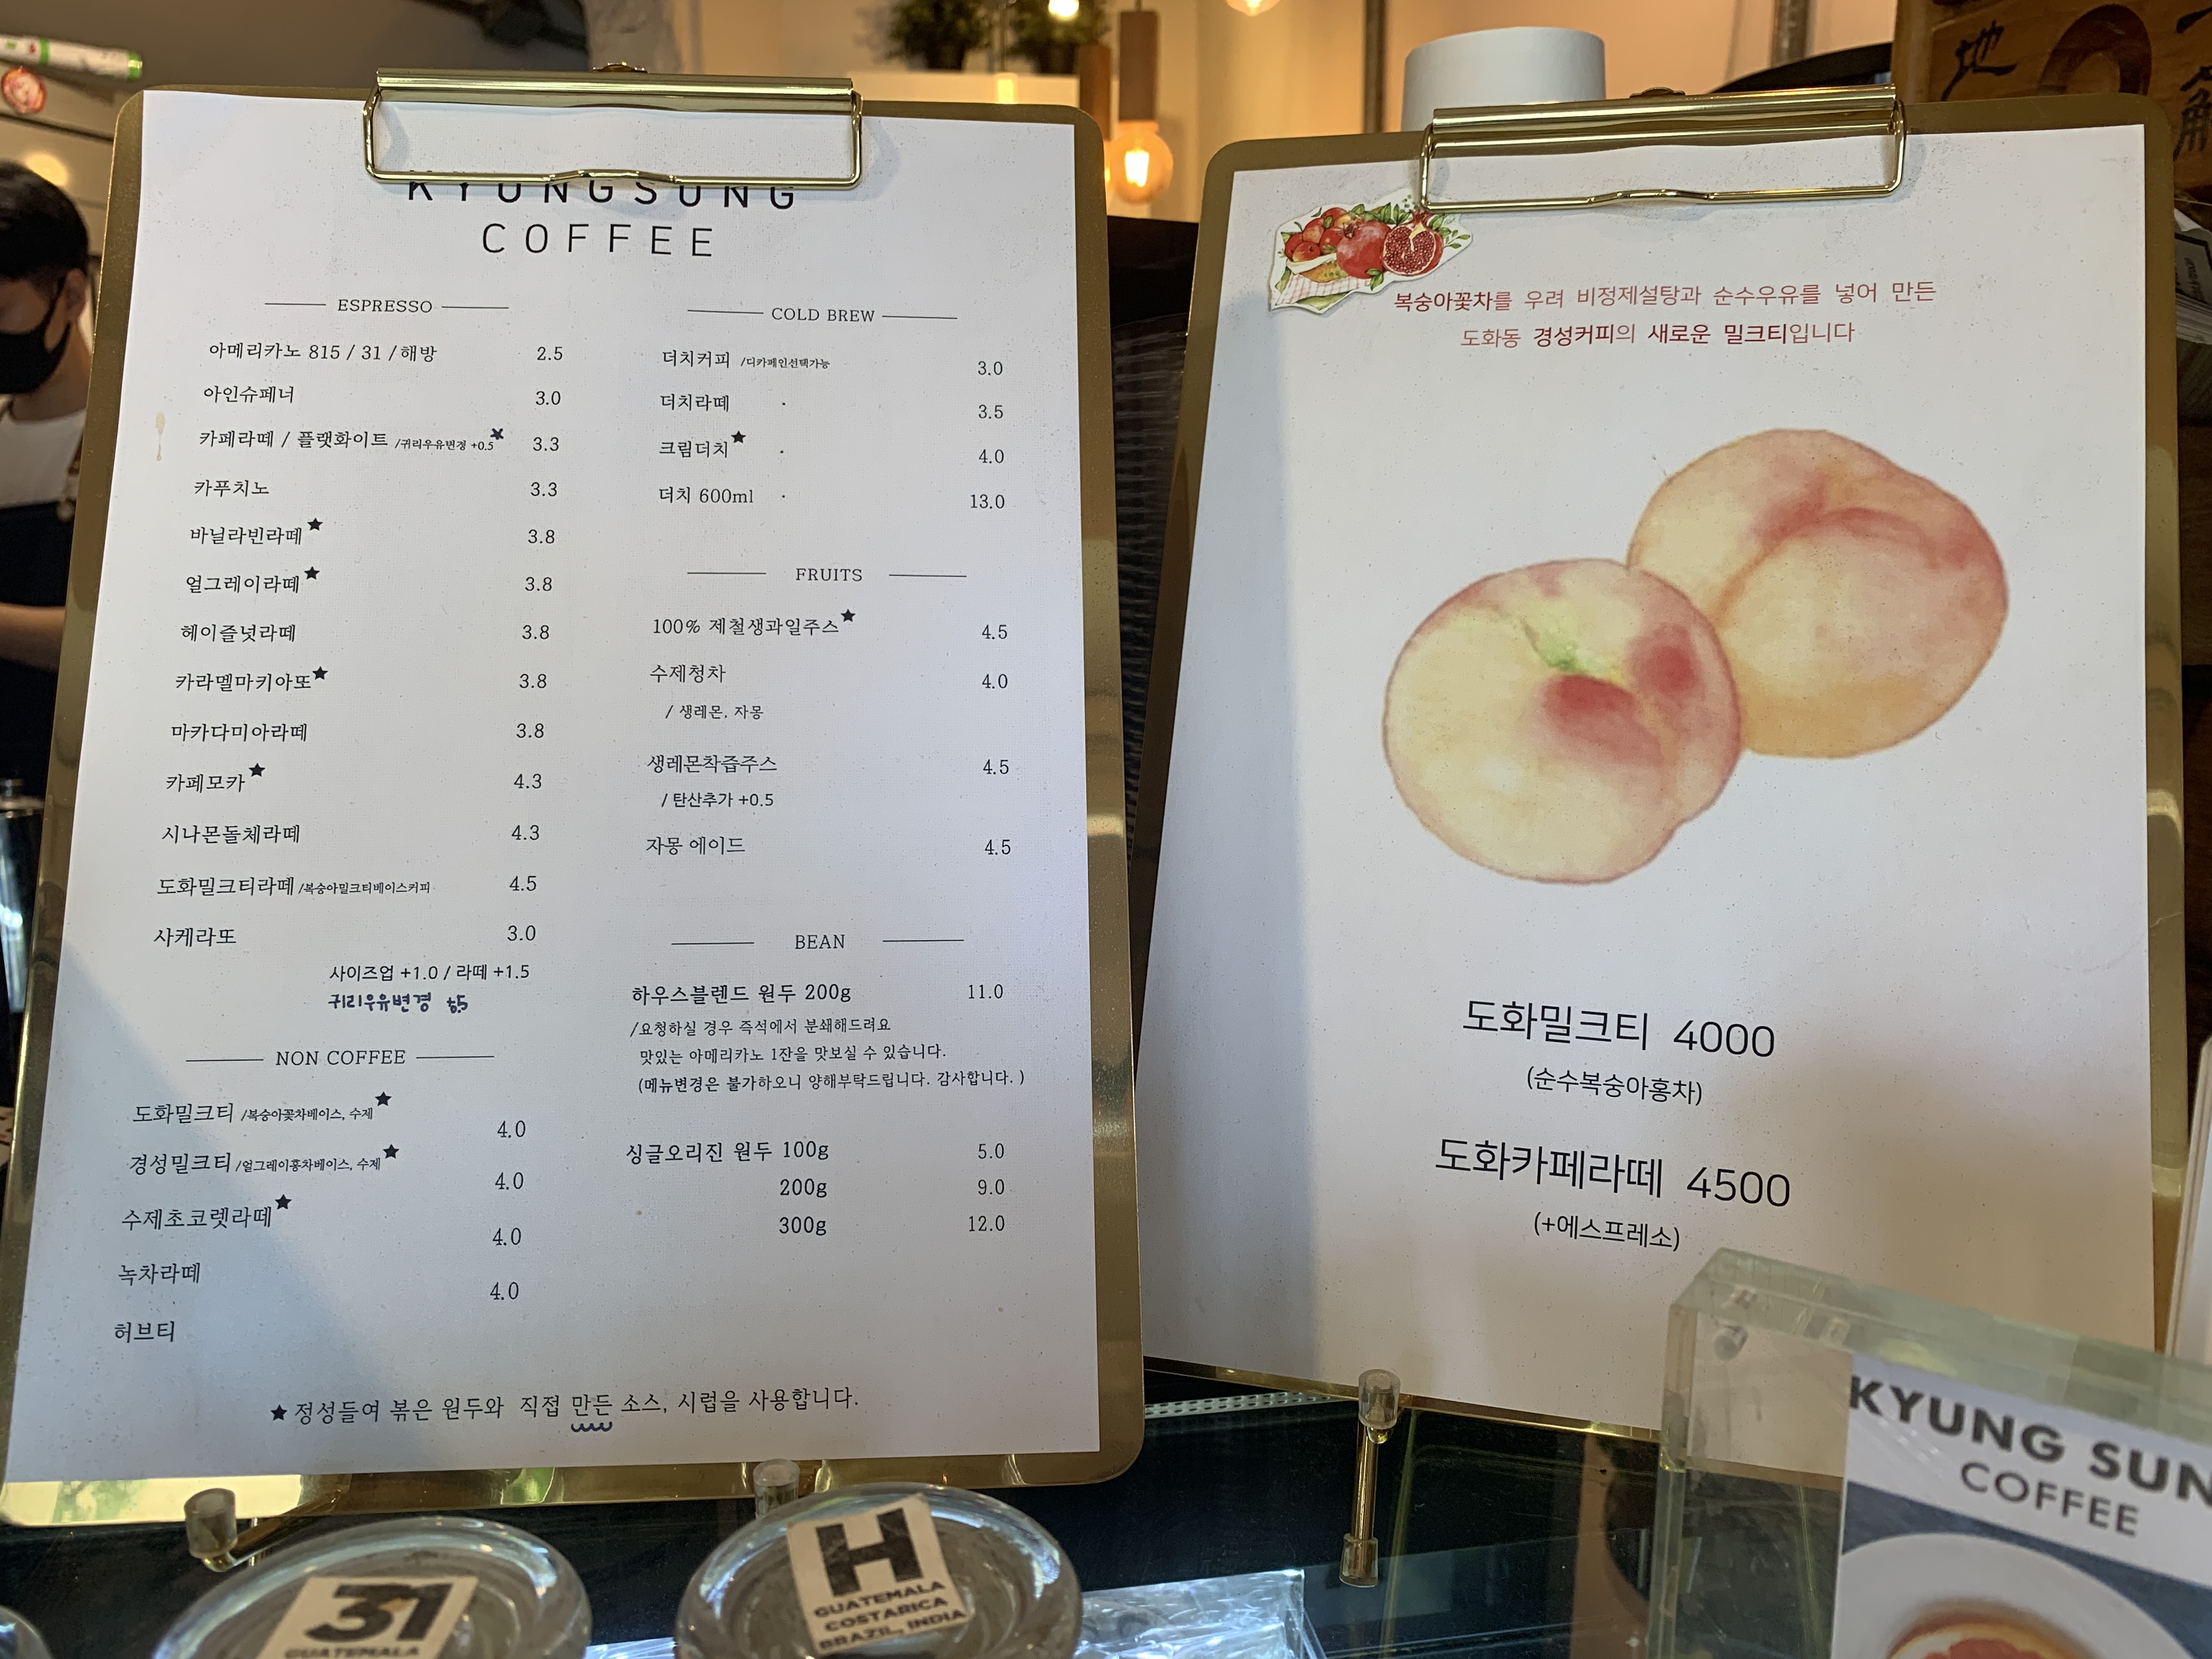 KYUNGSUNG
COFFEE
ESPRESSO
아메리카노 815 / 31 / 해방 2.5
아인슈페너 3.0
카페라떼 / 플랫화이트 /귀리우유변경 +0.5★ 3.3
카푸치노 3.3
바닐라빈라떼★ 3.8
얼그레이라떼★ 3.8
헤이즐넛라떼 3.8
카라멜마키아또★ 3.8
마카다미아라떼 3.8
카페모카★ 4.3
시나몬돌체라떼 4.3
도화밀크티라떼 /복숭아밀크티베이스커피 4.5
사케라또 3.0
사이즈업 +1.0 / 라떼 +1.5
귀리우유변경
NON COFFEE
도화밀크티 /복숭아꽃차베이스, 수제★ 4.0
경성밀크티 /얼그레이홍차베이스, 수제★ 4.0
수제초코렛라떼★ 4.0
녹차라떼 4.0
허브티
COLD BREW
더치커피 /디카페인선택가능 3.0
더치라떼 · 3.5
크림더치★ · 4.0
더치 600ml · 13.0
FRUITS
100% 제철생과일주스★ 4.5
수제청차 4.0
/ 생레몬, 자몽
생레몬착즙주스 4.5
/ 탄산추가 +0.5
자몽 에이드 4.5
BEAN
하우스블렌드 원두 200g 11.0
/요청하실 경우 즉석에서 분쇄해드려요
맛있는 아메리카노 1잔을 맛보실 수 있습니다.
(메뉴변경은 불가하오니 양해부탁드립니다. 감사합니다. )
싱글오리진 원두 100g 5.0
200g 9.0
300g 12.0
★ 정성들여 볶은 원두와 직접 만든 소스, 시럽을 사용합니다.
복숭아꽃차를 우려 비정제설탕과 순수우유를 넣어 만든
도화동 경성커피의 새로운 밀크티입니다
도화밀크티 4000
(순수복숭아홍차)
도화카페라떼 4500
(+에스프레소)
地
31
GUATEMALA
H
GUATEMALA
COSTARICA
BRAZIL, INDIA
KYUNG SUN
COFFEE